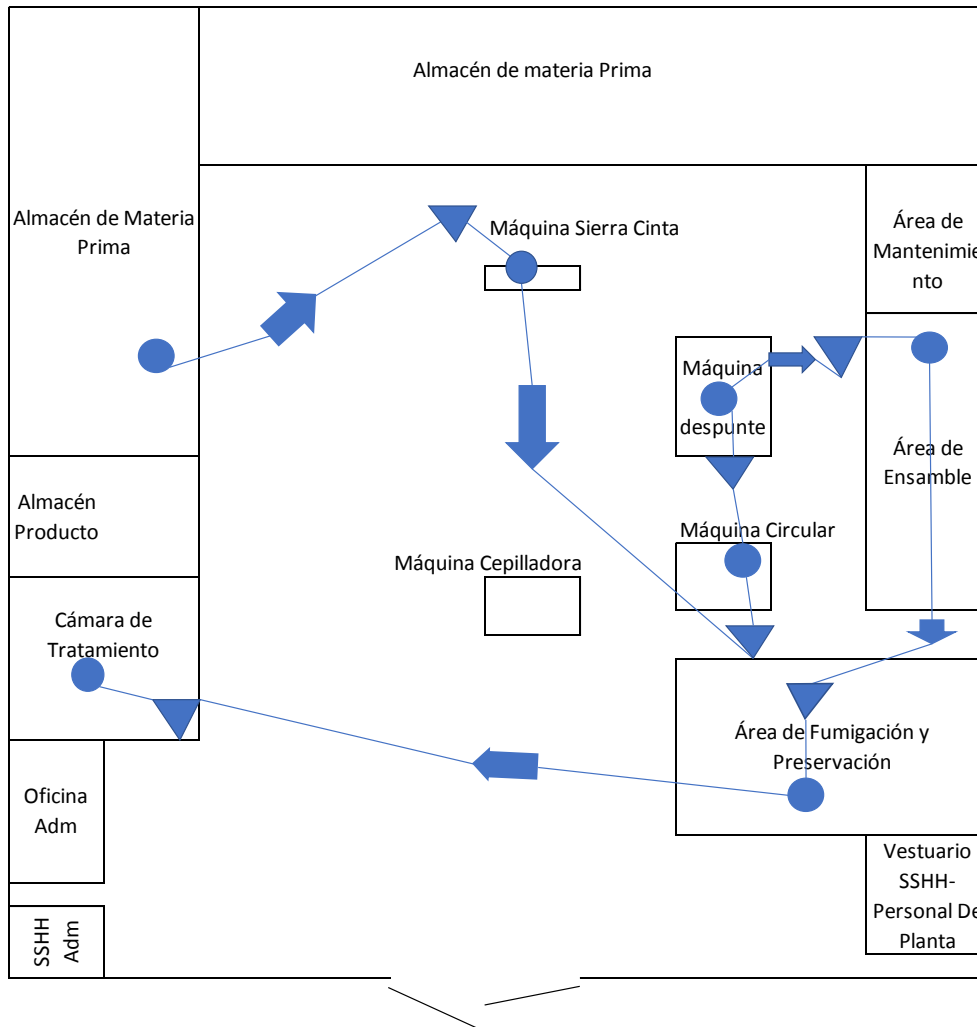 Almacén de materia Prima
Almacén de Materia
Prima
Máquina Sierra Cinta
Área de
Mantenimie
nto
Máquina
despunte
Área de
Ensamble
Almacén
Producto
Máquina Circular
Máquina Cepilladora
Cámara de
Tratamiento
Área de Fumigación y
Preservación
Oficina
Adm
Vestuario
SSHH-
Personal De
Planta
SSHH
Adm